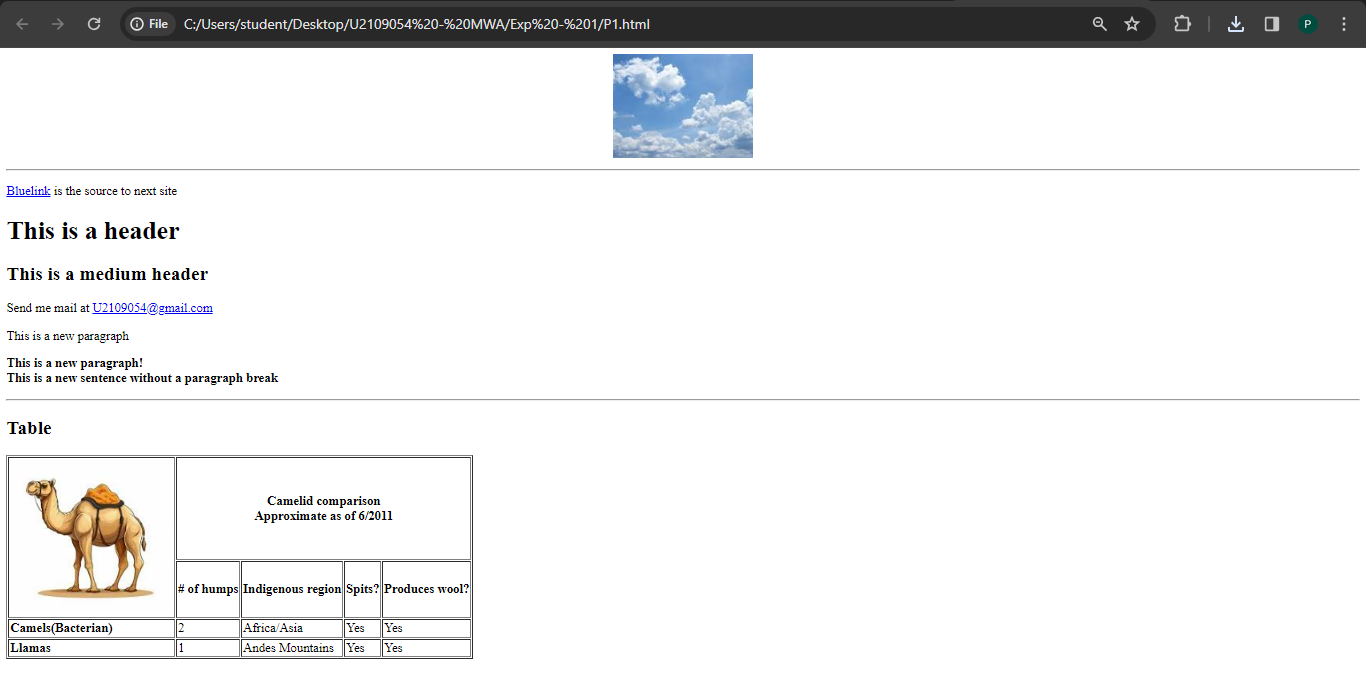 File C:/Users/student/Desktop/U2109054%20-%20MWA/Exp%20-%201/P1.html
P
Bluelink is the source to next site
This is a header
This is a medium header
Send me mail at U2109054@gmail.com
This is a new paragraph
This is a new paragraph!
This is a new sentence without a paragraph break
Table
Camelid comparison
Approximate as of 6/2011
# of humps Indigenous region Spits? Produces wool?
Camels(Bacterian) 2 Africa/Asia Yes Yes
Llamas 1 Andes Mountains Yes Yes